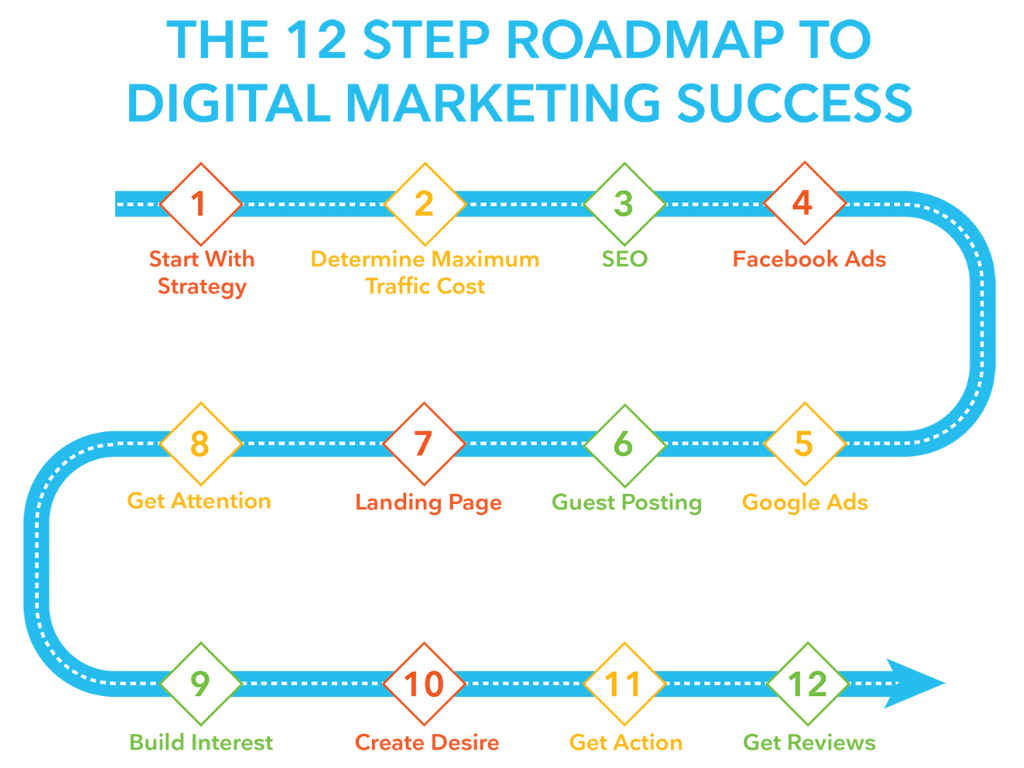 THE 12 STEP ROADMAP TO
DIGITAL MARKETING SUCCESS
1
Start With
Strategy
2
Determine Maximum
Traffic Cost
3
SEO
4
Facebook Ads
5
Google Ads
6
Guest Posting
7
Landing Page
8
Get Attention
9
Build Interest
10
Create Desire
11
Get Action
12
Get Reviews